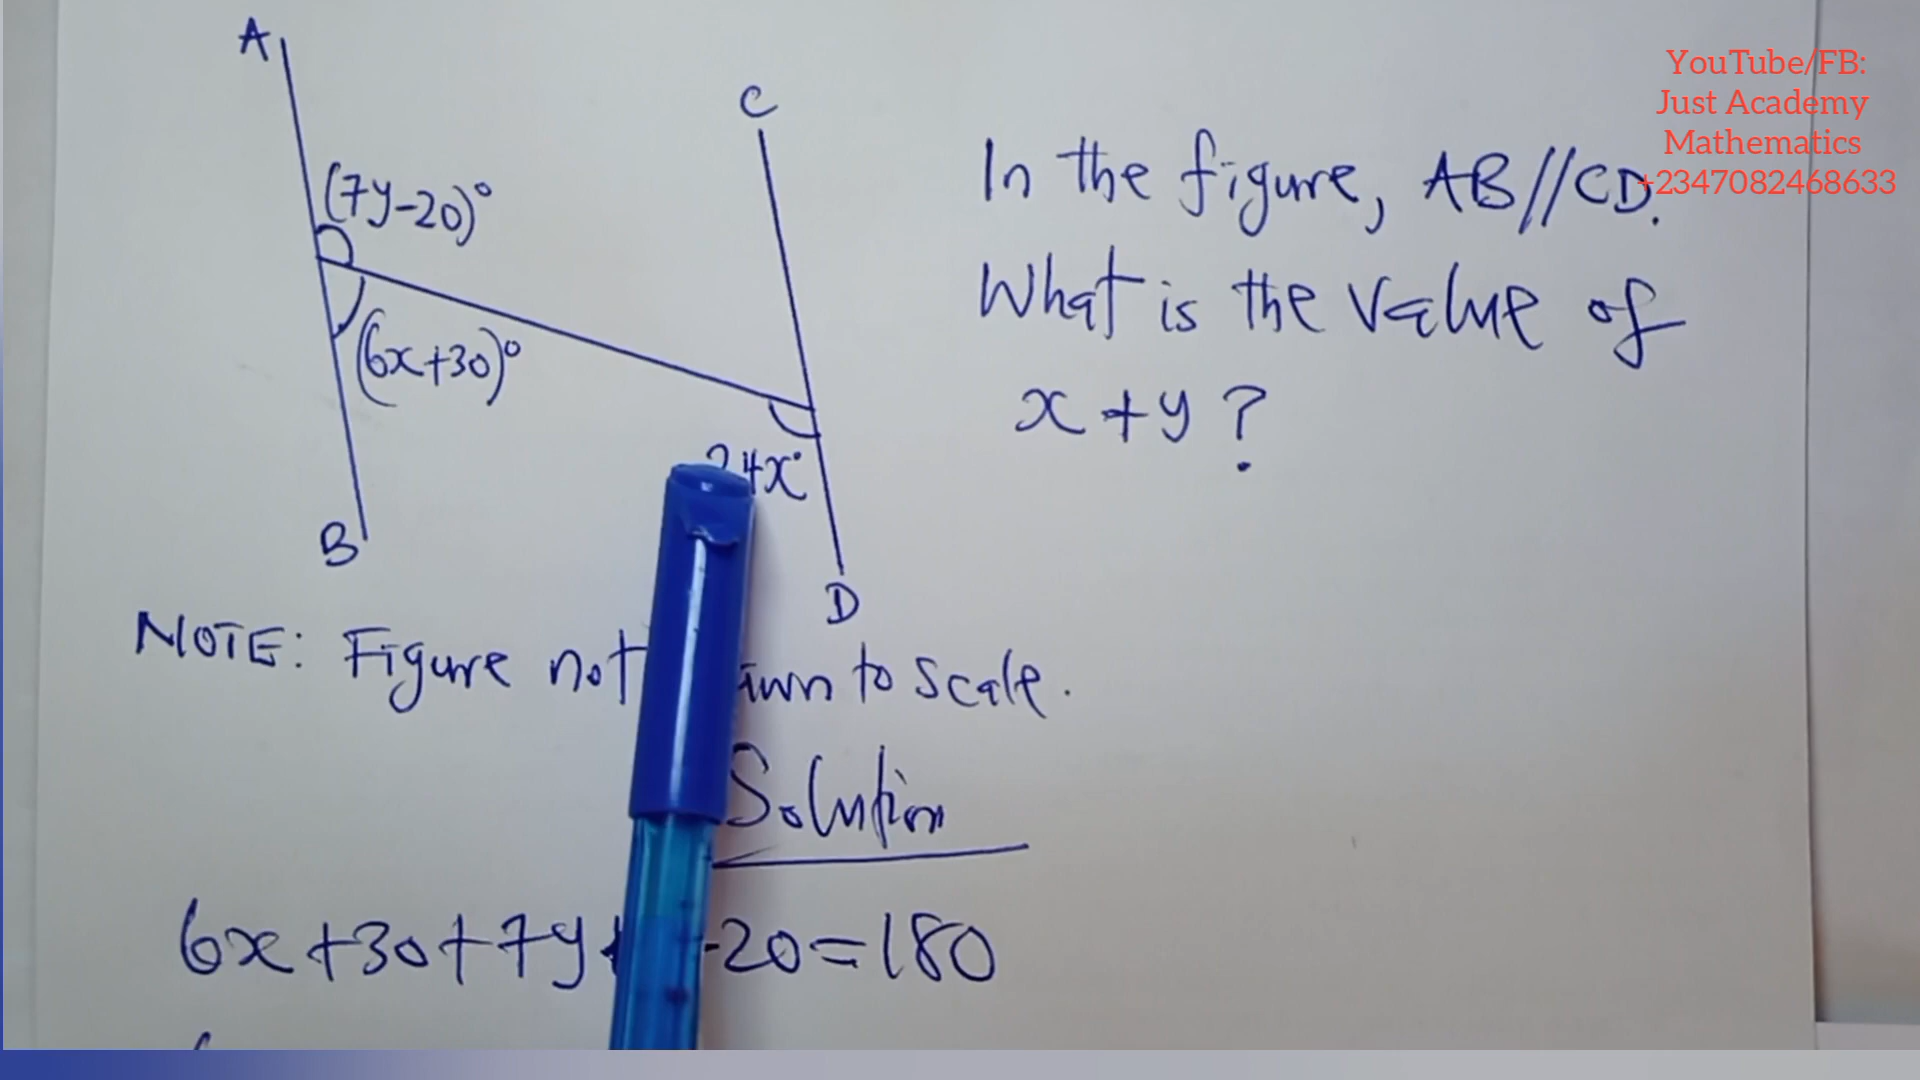 A
C
(7y-20)°
(6x+30)°
24x°
B
D
In the figure, AB//CD.
What is the value of
x+y?
NOTE: Figure not to scale.
Solution
6x+30+7y -20=180
YouTube/FB:
Just Academy
Mathematics
+2347082468633